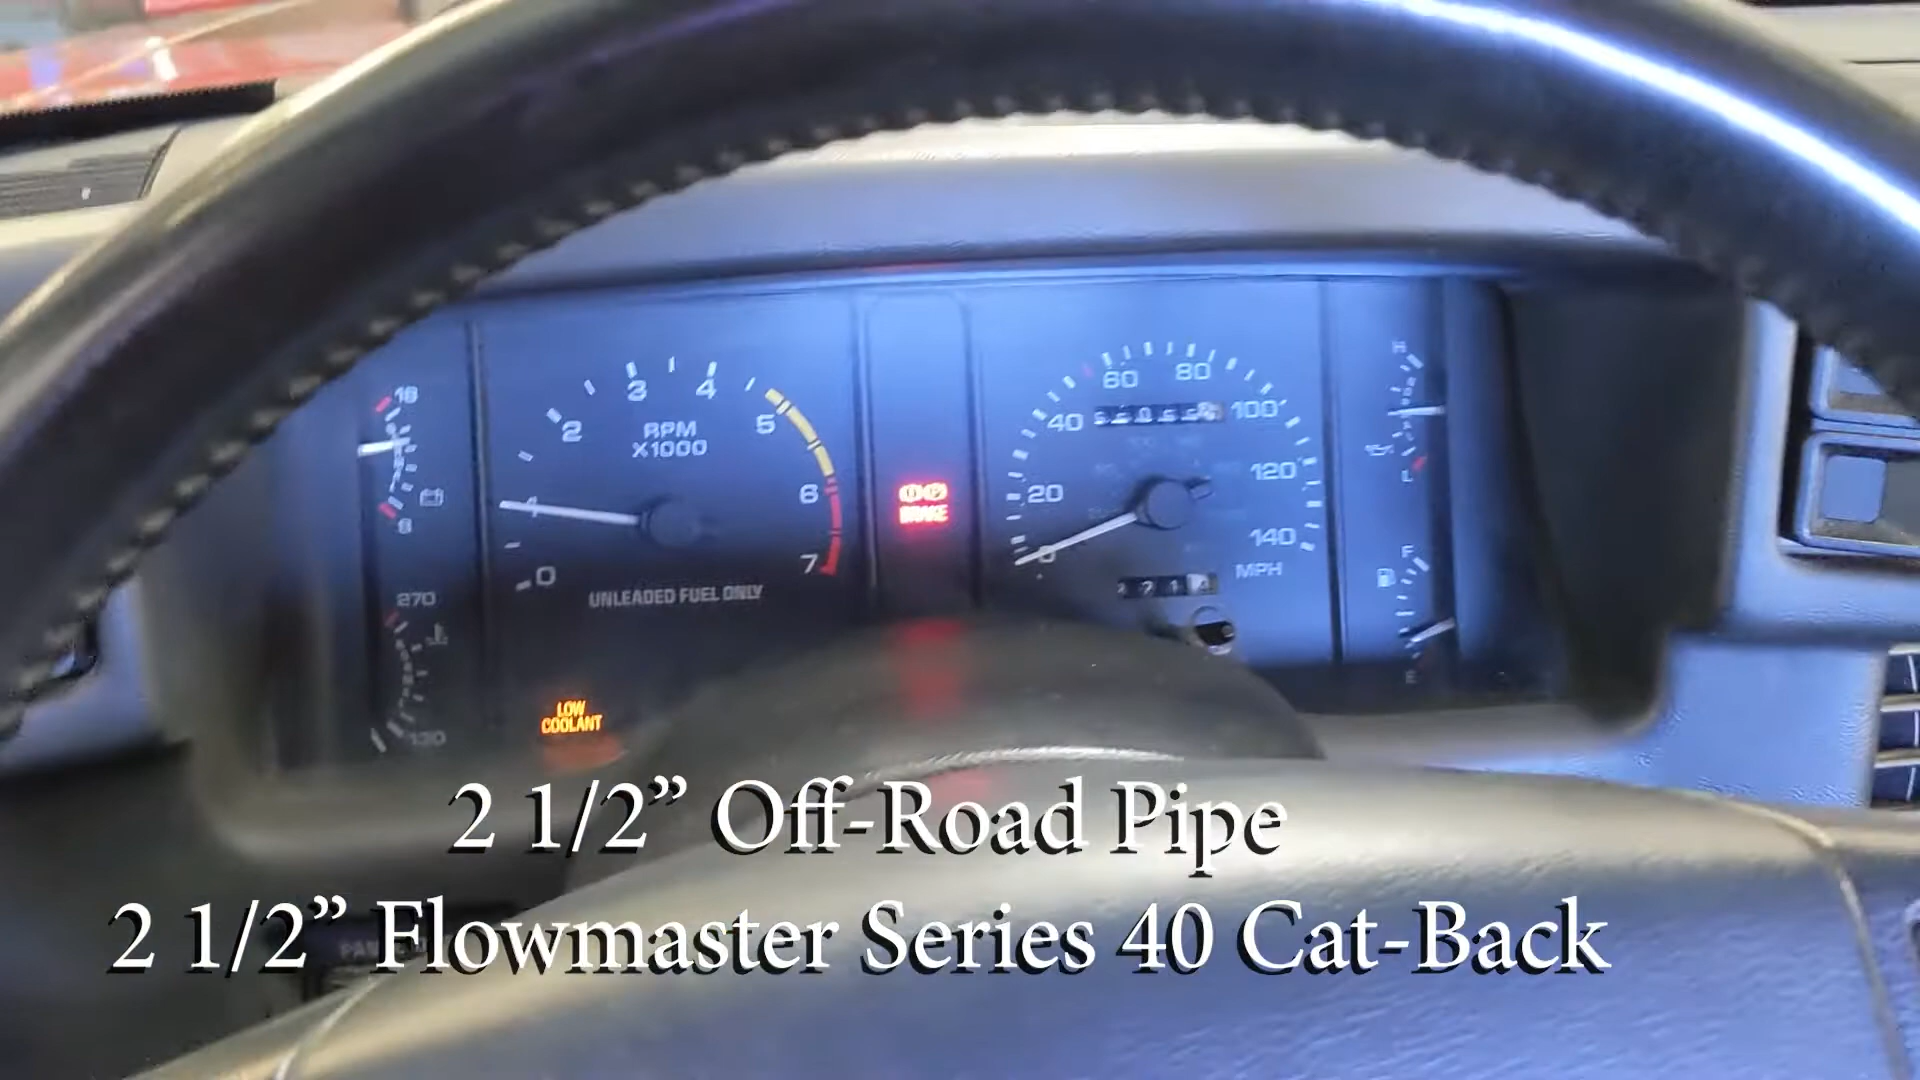 18
8
270
130
0
1
2
3
4
5
6
7
RPM
X1000
UNLEADED FUEL ONLY
LOW
COOLANT
BRAKE
0
20
40
60
80
100
120
140
MPH
H
L
F
E
2 1/2” Off-Road Pipe
2 1/2” Flowmaster Series 40 Cat-Back